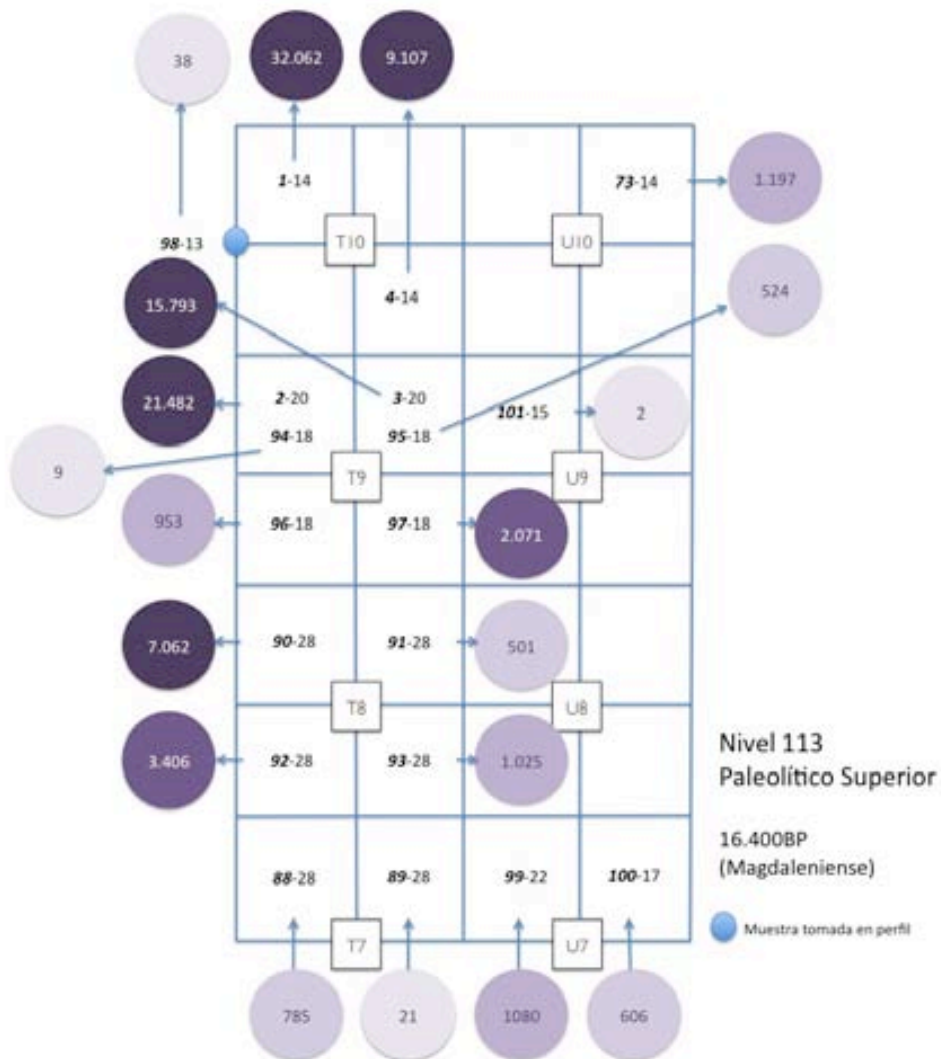 38
32.062
9.107
1-14
73-14
1.197
98-13
T10
U10
15.793
4-14
524
21.482
2-20
3-20
101-15
2
94-18
95-18
9
T9
U9
953
96-18
97-18
2.071
7.062
90-28
91-28
501
T8
U8
3.406
92-28
93-28
1.025
Nivel 113
Paleolítico Superior
16.400BP
(Magdaleniense)
Muestra tomada en perfil
88-28
89-28
99-22
100-17
T7
U7
785
21
1080
606